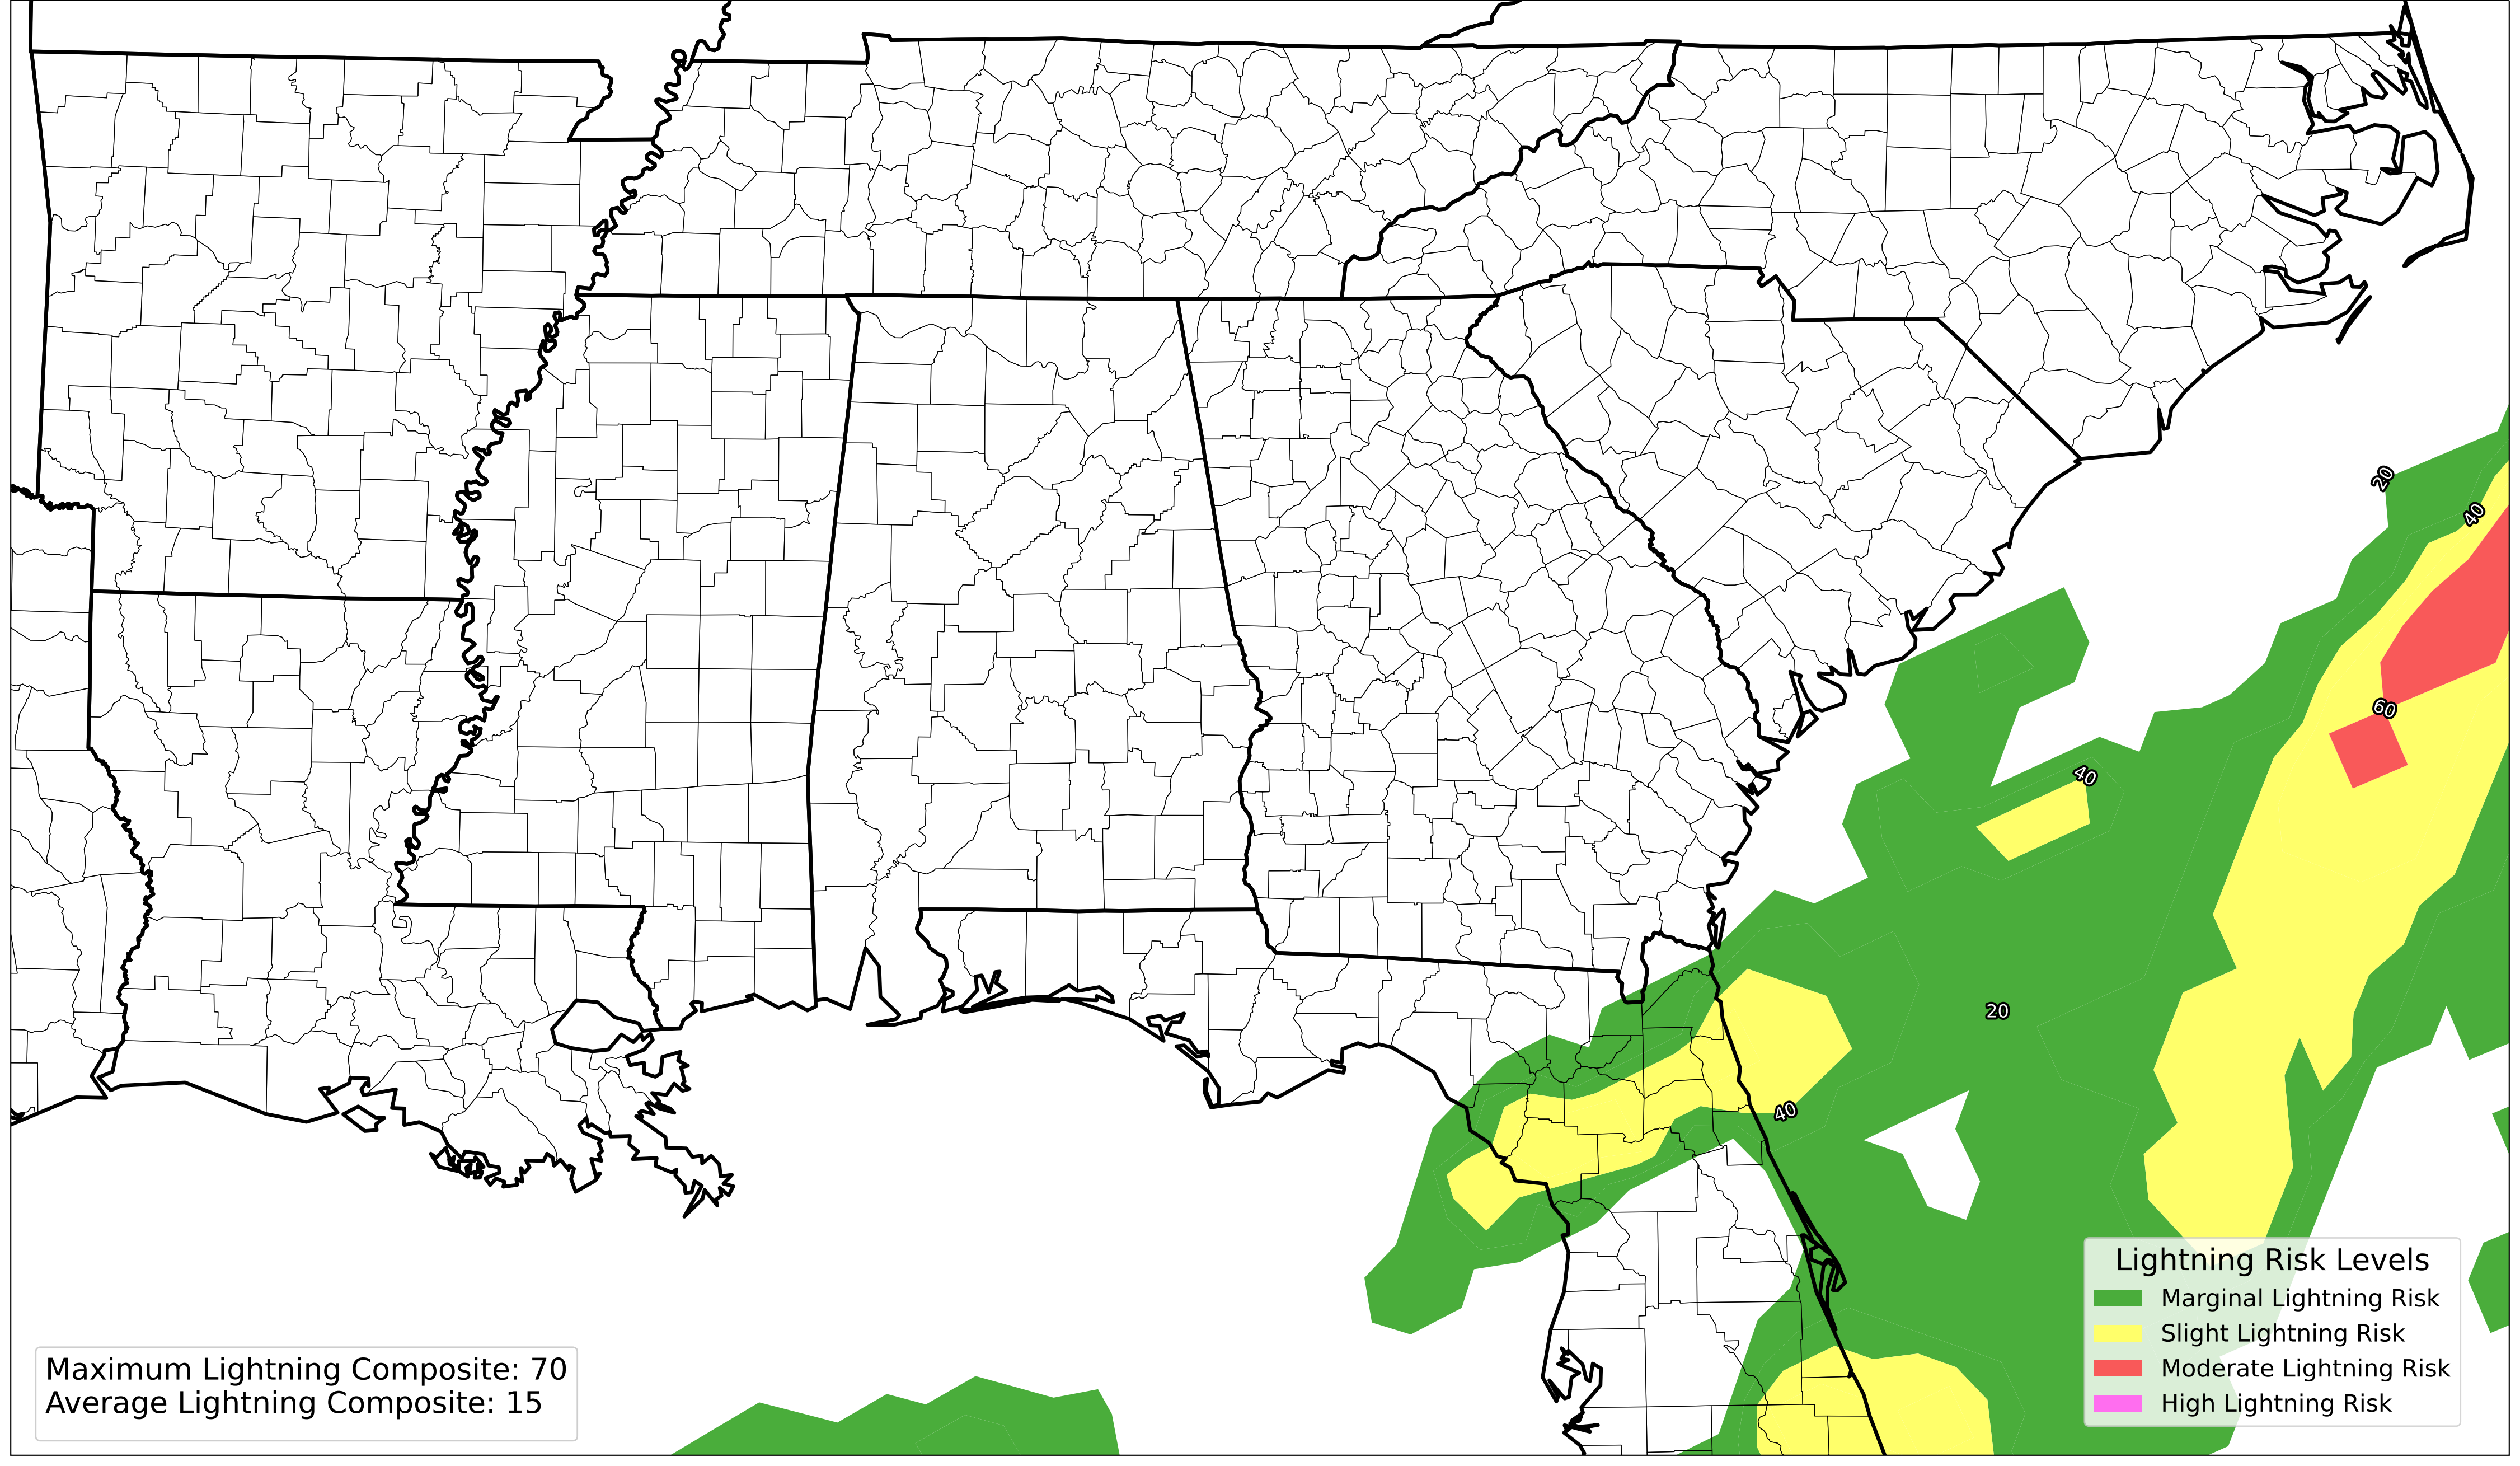 20
40
60
40
20
40
Lightning Risk Levels
Marginal Lightning Risk
Slight Lightning Risk
Moderate Lightning Risk
High Lightning Risk
Maximum Lightning Composite: 70
Average Lightning Composite: 15